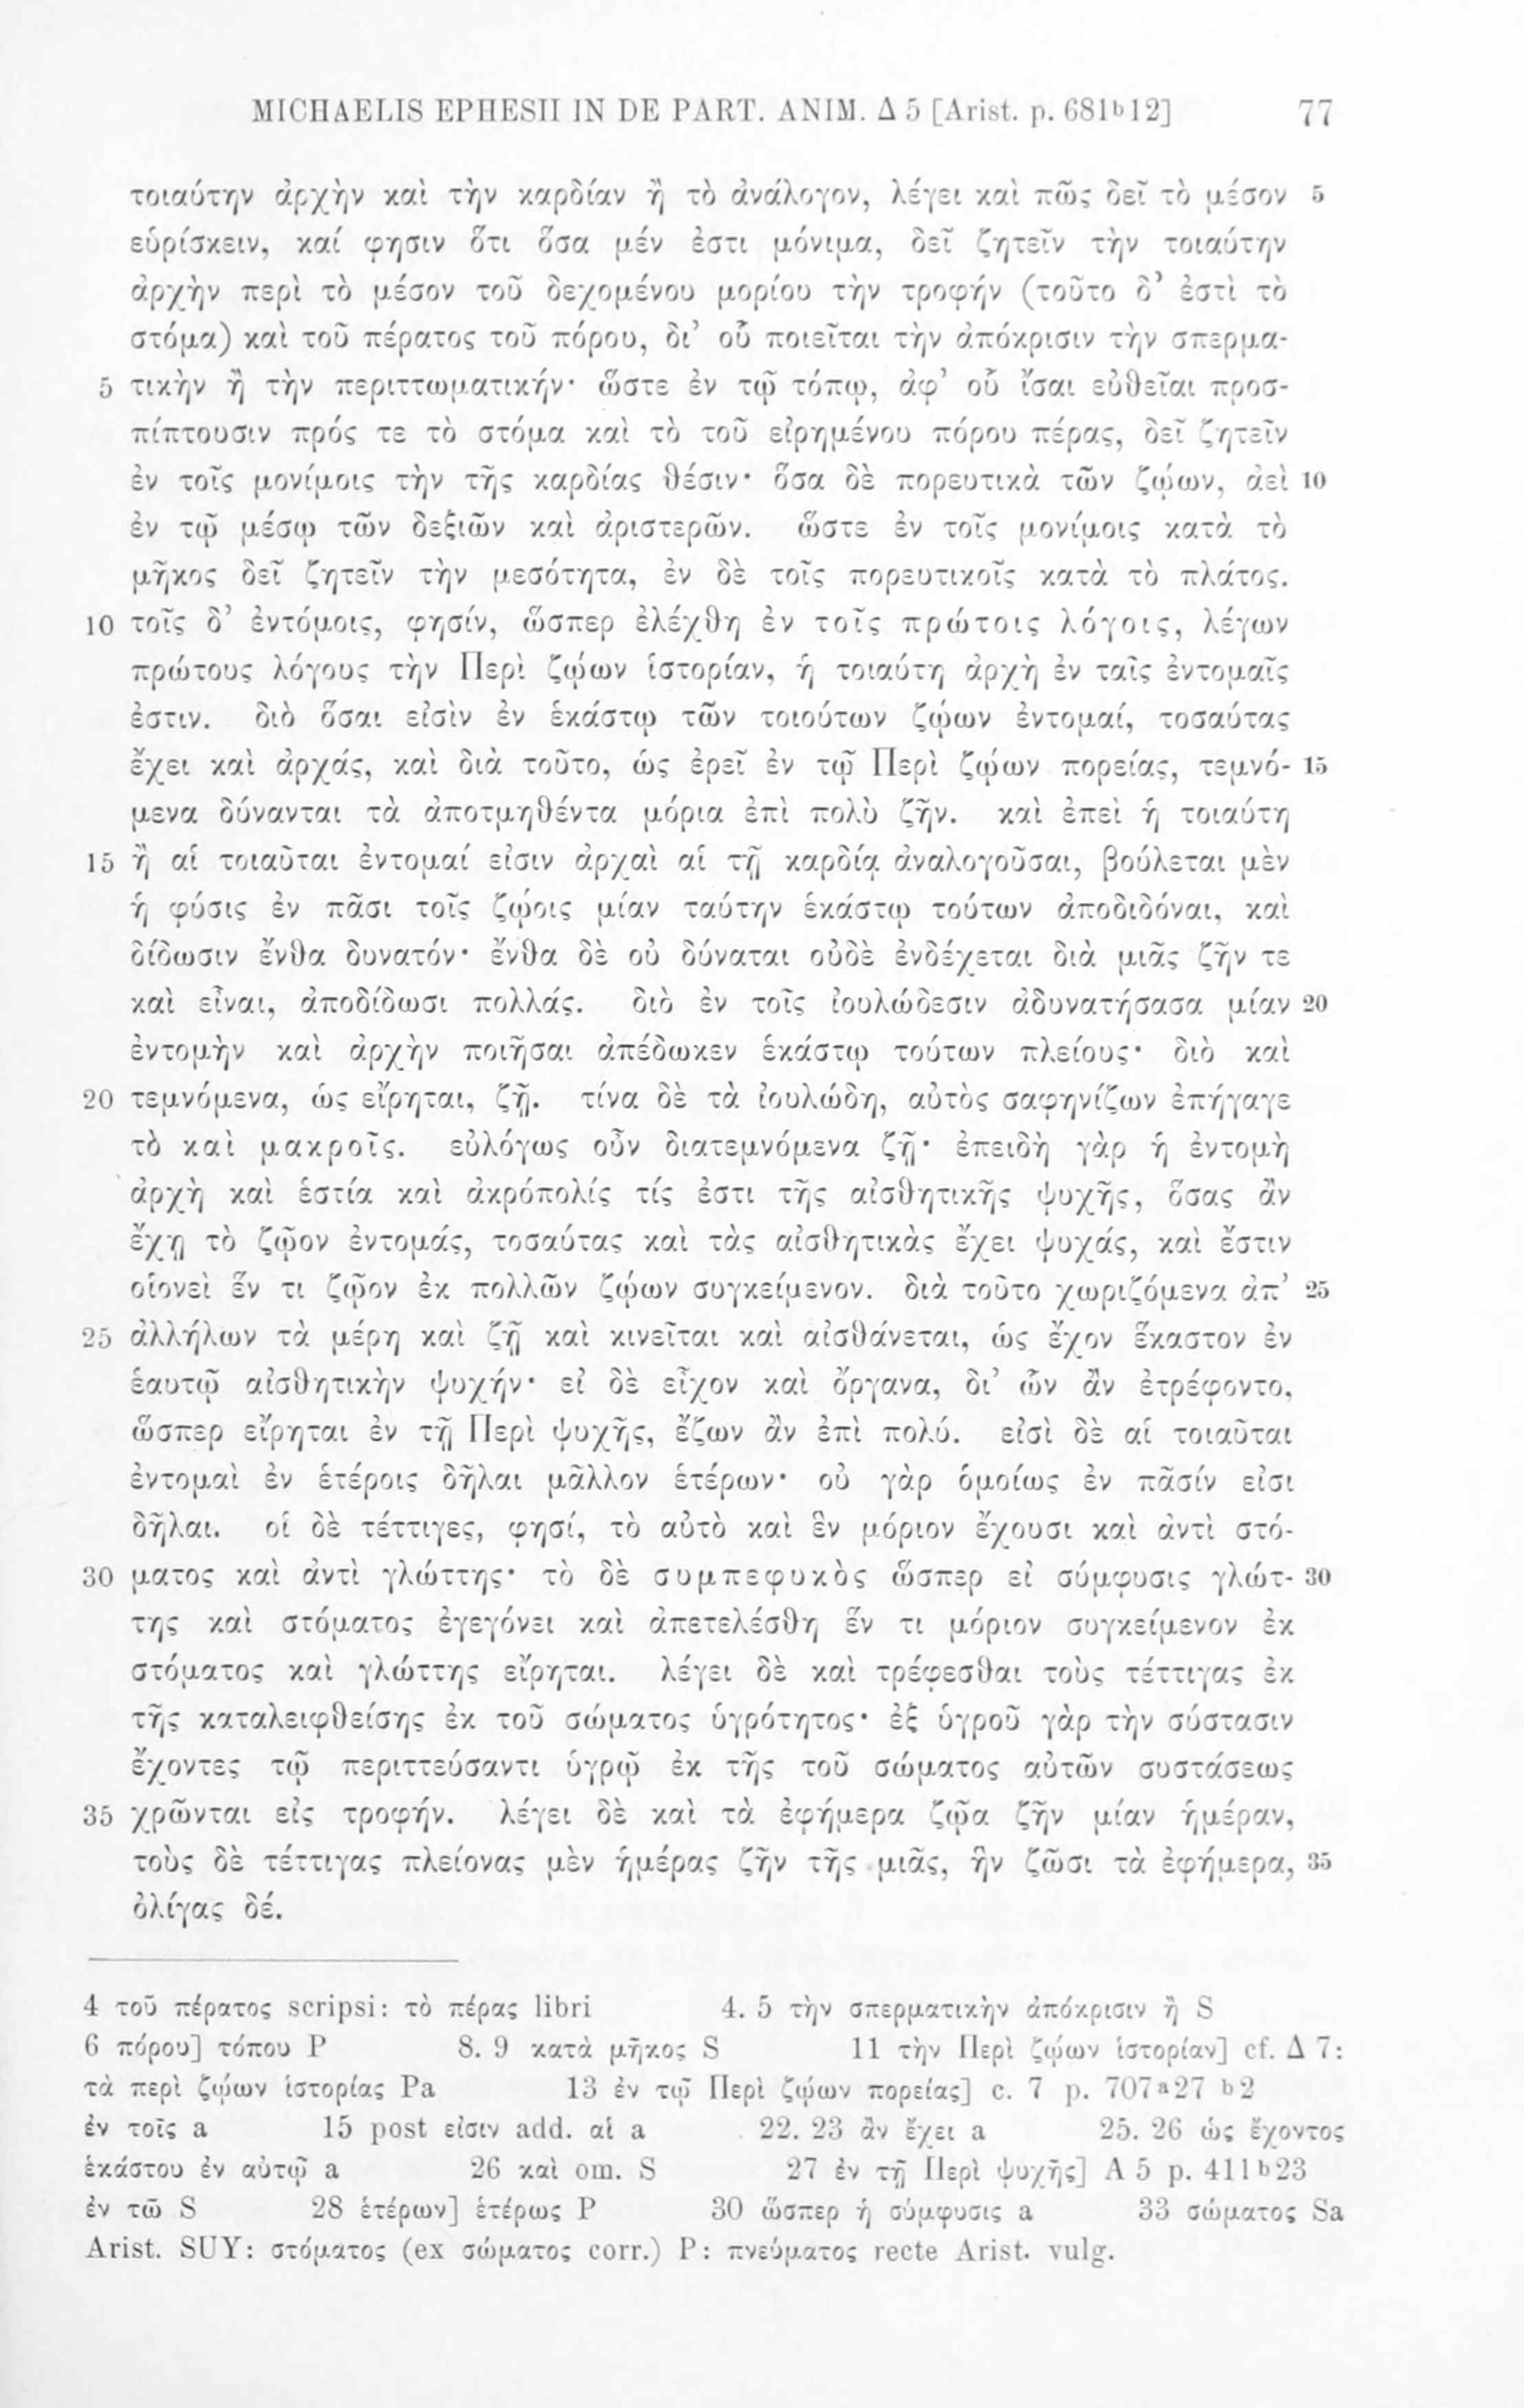 MICHAELIS EPHESII IN DE PART. ANIM. Δ 5 [Arist. p. 681b12] 77
τοιαύτην ἀρχὴν καὶ τὴν καρδίαν ἢ τὸ ἀνάλογον, λέγει καὶ πῶς δεῖ τὸ μέσον 5
εὑρίσκειν, καί φησιν ὅτι ὅσα μέν ἐστι μόνιμα, δεῖ ζητεῖν τὴν τοιαύτην
ἀρχὴν περὶ τὸ μέσον τοῦ δεχομένου μορίου τὴν τροφήν (τοῦτο δ’ ἐστὶ τὸ
στόμα) καὶ τοῦ πέρατος τοῦ πόρου, δι’ οὗ ποιεῖται τὴν ἀπόκρισιν τὴν σπερμα-
5 τικὴν ἢ τὴν περιττωματικήν· ὥστε ἐν τῷ τόπῳ, ἀφ’ οὗ ἴσαι εὐθεῖαι προσ-
πίπτουσιν πρός τε τὸ στόμα καὶ τὸ τοῦ εἰρημένου πόρου πέρας, δεῖ ζητεῖν
ἐν τοῖς μονίμοις τὴν τῆς καρδίας θέσιν· ὅσα δὲ πορευτικὰ τῶν ζῴων, ἀεὶ 10
ἐν τῷ μέσῳ τῶν δεξιῶν καὶ ἀριστερῶν. ὥστε ἐν τοῖς μονίμοις κατὰ τὸ
μῆκος δεῖ ζητεῖν τὴν μεσότητα, ἐν δὲ τοῖς πορευτικοῖς κατὰ τὸ πλάτος.
10 τοῖς δ’ ἐντόμοις, φησίν, ὥσπερ ἐλέχθη ἐν τοῖς πρώτοις λόγοις, λέγων
πρώτους λόγους τὴν Περὶ ζῴων ἱστορίαν, ἡ τοιαύτη ἀρχὴ ἐν ταῖς ἐντομαῖς
ἐστιν. διὸ ὅσαι εἰσὶν ἐν ἑκάστῳ τῶν τοιούτων ζῴων ἐντομαί, τοσαύτας
ἔχει καὶ ἀρχάς, καὶ διὰ τοῦτο, ὡς ἐρεῖ ἐν τῷ Περὶ ζῴων πορείας, τεμνό- 15
μενα δύνανται τὰ ἀποτμηθέντα μόρια ἐπὶ πολὺ ζῆν. καὶ ἐπεὶ ἡ τοιαύτη
15 ἢ αἱ τοιαῦται ἐντομαί εἰσιν ἀρχαὶ αἱ τῇ καρδίᾳ ἀναλογοῦσαι, βούλεται μὲν
ἡ φύσις ἐν πᾶσι τοῖς ζῴοις μίαν ταύτην ἑκάστῳ τούτων ἀποδιδόναι, καὶ
δίδωσιν ἔνθα δυνατόν· ἔνθα δὲ οὐ δύναται οὐδὲ ἐνδέχεται διὰ μιᾶς ζῆν τε
καὶ εἶναι, ἀποδίδωσι πολλάς. διὸ ἐν τοῖς ἰουλώδεσιν ἀδυνατήσασα μίαν 20
ἐντομὴν καὶ ἀρχὴν ποιῆσαι ἀπέδωκεν ἑκάστῳ τούτων πλείους· διὸ καὶ
20 τεμνόμενα, ὡς εἴρηται, ζῇ. τίνα δὲ τὰ ἰουλώδη, αὐτὸς σαφηνίζων ἐπήγαγε
τὸ καὶ μακροῖς. εὐλόγως οὖν διατεμνόμενα ζῇ· ἐπειδὴ γὰρ ἡ ἐντομὴ
ἀρχὴ καὶ ἑστία καὶ ἀκρόπολίς τίς ἐστι τῆς αἰσθητικῆς ψυχῆς, ὅσας ἂν
ἔχῃ τὸ ζῷον ἐντομάς, τοσαύτας καὶ τὰς αἰσθητικὰς ἔχει ψυχάς, καὶ ἔστιν
οἱονεὶ ἕν τι ζῷον ἐκ πολλῶν ζῴων συγκείμενον. διὰ τοῦτο χωριζόμενα ἀπ’ 25
25 ἀλλήλων τὰ μέρη καὶ ζῇ καὶ κινεῖται καὶ αἰσθάνεται, ὡς ἔχον ἕκαστον ἐν
ἑαυτῷ αἰσθητικὴν ψυχήν· εἰ δὲ εἶχον καὶ ὄργανα, δι’ ὧν ἂν ἐτρέφοντο,
ὥσπερ εἴρηται ἐν τῇ Περὶ ψυχῆς, ἔζων ἂν ἐπὶ πολύ. εἰσὶ δὲ αἱ τοιαῦται
ἐντομαὶ ἐν ἑτέροις δῆλαι μᾶλλον ἑτέρων· οὐ γὰρ ὁμοίως ἐν πᾶσίν εἰσι
δῆλαι. οἱ δὲ τέττιγες, φησί, τὸ αὐτὸ καὶ ἓν μόριον ἔχουσι καὶ ἀντὶ στό-
30 ματος καὶ ἀντὶ γλώττης· τὸ δὲ συμπεφυκὸς ὥσπερ εἰ σύμφυσις γλώτ- 30
της καὶ στόματος ἐγεγόνει καὶ ἀπετελέσθη ἕν τι μόριον συγκείμενον ἐκ
στόματος καὶ γλώττης εἴρηται. λέγει δὲ καὶ τρέφεσθαι τοὺς τέττιγας ἐκ
τῆς καταλειφθείσης ἐκ τοῦ σώματος ὑγρότητος· ἐξ ὑγροῦ γὰρ τὴν σύστασιν
ἔχοντες τῷ περιττεύσαντι ὑγρῷ ἐκ τῆς τοῦ σώματος αὐτῶν συστάσεως
35 χρῶνται εἰς τροφήν. λέγει δὲ καὶ τὰ ἐφήμερα ζῷα ζῆν μίαν ἡμέραν,
τοὺς δὲ τέττιγας πλείονας μὲν ἡμέρας ζῆν τῆς μιᾶς, ἣν ζῶσι τὰ ἐφήμερα, 35
ὀλίγας δέ.
4 τοῦ πέρατος scripsi: τὸ πέρας libri 4. 5 τὴν σπερματικὴν ἀπόκρισιν ἢ S
6 πόρου] τόπου P 8. 9 κατὰ μῆκος S 11 τὴν Περὶ ζῴων ἱστορίαν] cf. Δ 7:
τὰ περὶ ζῴων ἱστορίας Pa 13 ἐν τῷ Περὶ ζῴων πορείας] c. 7 p. 707a27 b2
ἐν τοῖς a 15 post εἰσιν add. αἱ a 22. 23 ἂν ἔχει a 25. 26 ὡς ἔχοντος
ἑκάστου ἐν αὑτῷ a 26 καὶ om. S 27 ἐν τῇ Περὶ ψυχῆς] A 5 p. 411b23
ἐν τῶ S 28 ἑτέρων] ἑτέρως P 30 ὥσπερ ἡ σύμφυσις a 33 σώματος Sa
Arist. SUY: στόματος (ex σώματος corr.) P: πνεύματος recte Arist. vulg.